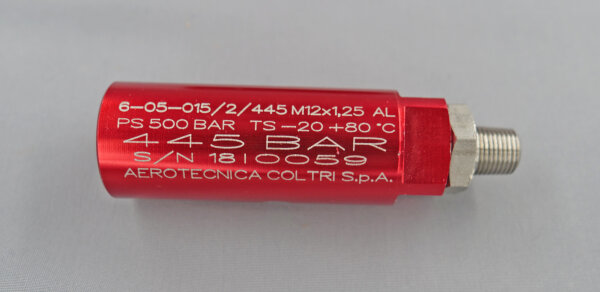 6-05-015/2/445 M12x1,25 AL
PS 500 BAR TS -20 +80 °C
445 BAR
S/N 1810059
AEROTECNICA COLTRI S.p.A.